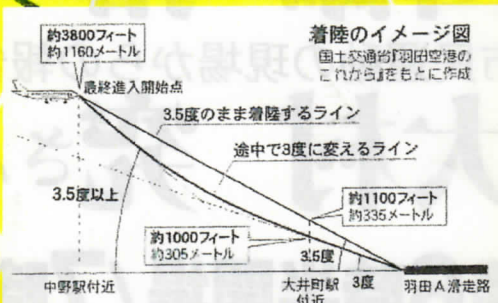 約3800フィート
約1160メートル
着陸のイメージ図
国土交通省『羽田空港の
これから』をもとに作成
最終進入開始点
3.5度のまま着陸するライン
途中で3度に変えるライン
3.5度以上
約1100フィート
約335メートル
約1000フィート
約305メートル
3.5度
3度
中野駅付近
大井町駅
付近
羽田A滑走路